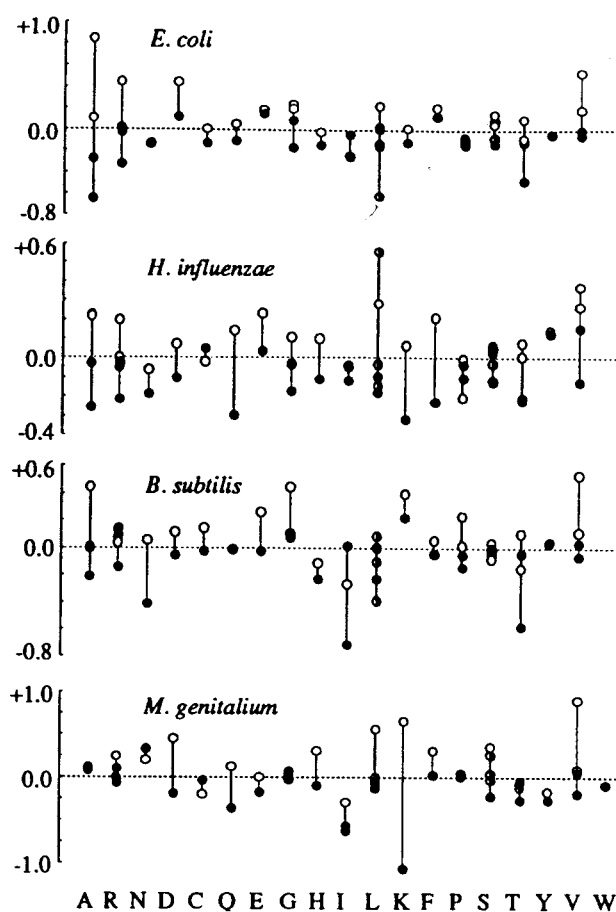 +1.0
E. coli
0.0
-0.8
+0.6
H. influenzae
0.0
-0.4
+0.6
B. subtilis
0.0
-0.8
+1.0
M. genitalium
0.0
-1.0
A R N D C Q E G H I L K F P S T Y V W